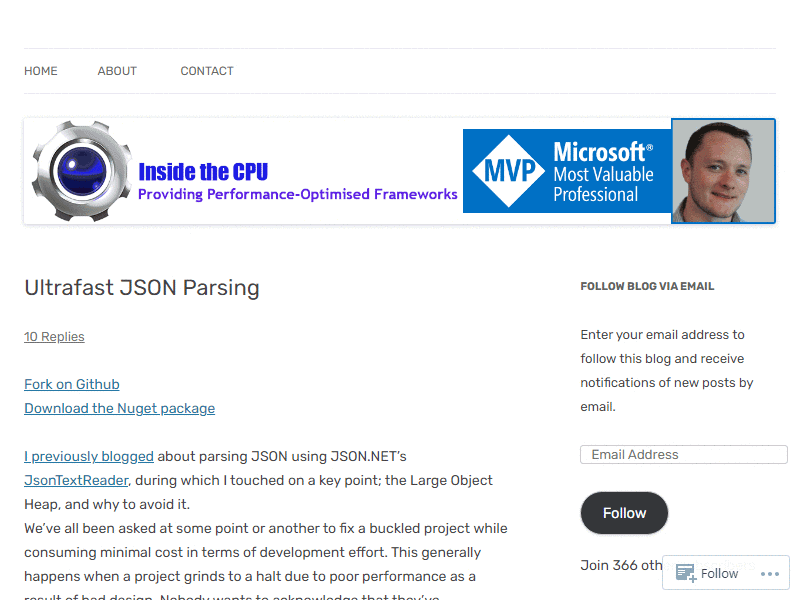 HOME ABOUT CONTACT
Inside the CPU
Providing Performance-Optimised Frameworks
MVP
Microsoft®
Most Valuable
Professional
Ultrafast JSON Parsing
10 Replies
Fork on Github
Download the Nuget package
I previously blogged about parsing JSON using JSON.NET’s
JsonTextReader, during which I touched on a key point; the Large Object
Heap, and why to avoid it.
We’ve all been asked at some point or another to fix a buckled project while
consuming minimal cost in terms of development effort. This generally
happens when a project grinds to a halt due to poor performance as a
result of bad design. Nobody wants to acknowledge that they’ve
FOLLOW BLOG VIA EMAIL
Enter your email address to
follow this blog and receive
notifications of new posts by
email.
Email Address
Follow
Join 366
Follow